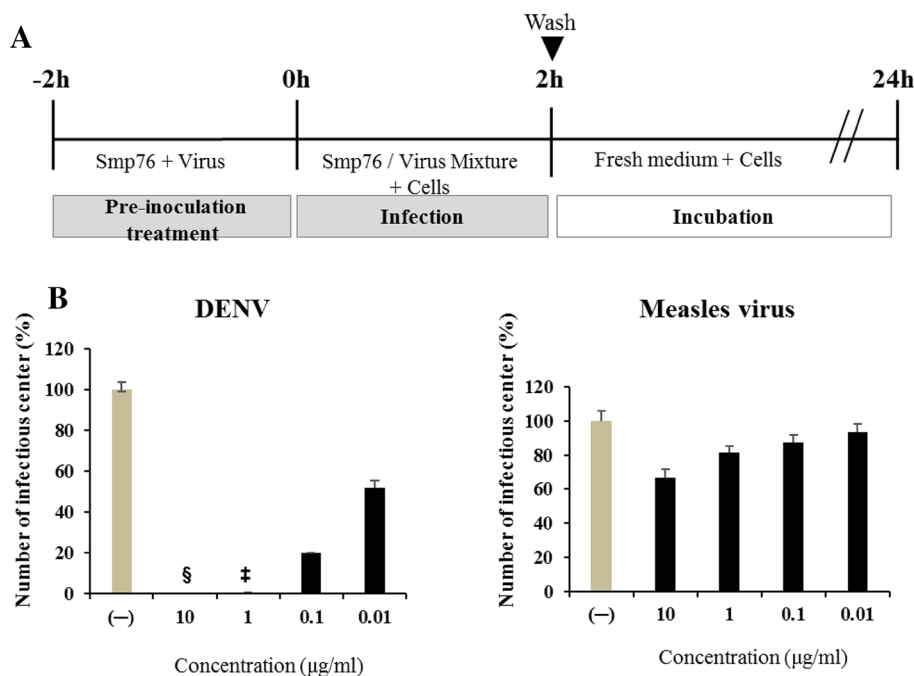 A
Wash
-2h 0h 2h 24h
Smp76 + Virus
Smp76 / Virus Mixture
+ Cells
Fresh medium + Cells
Pre-inoculation
treatment
Infection
Incubation
B
DENV
Number of infectious center (%)
120
100
80
60
40
20
0
§ ‡
(–) 10 1 0.1 0.01
Concentration (μg/ml)
Measles virus
Number of infectious center (%)
120
100
80
60
40
20
0
(–) 10 1 0.1 0.01
Concentration (μg/ml)